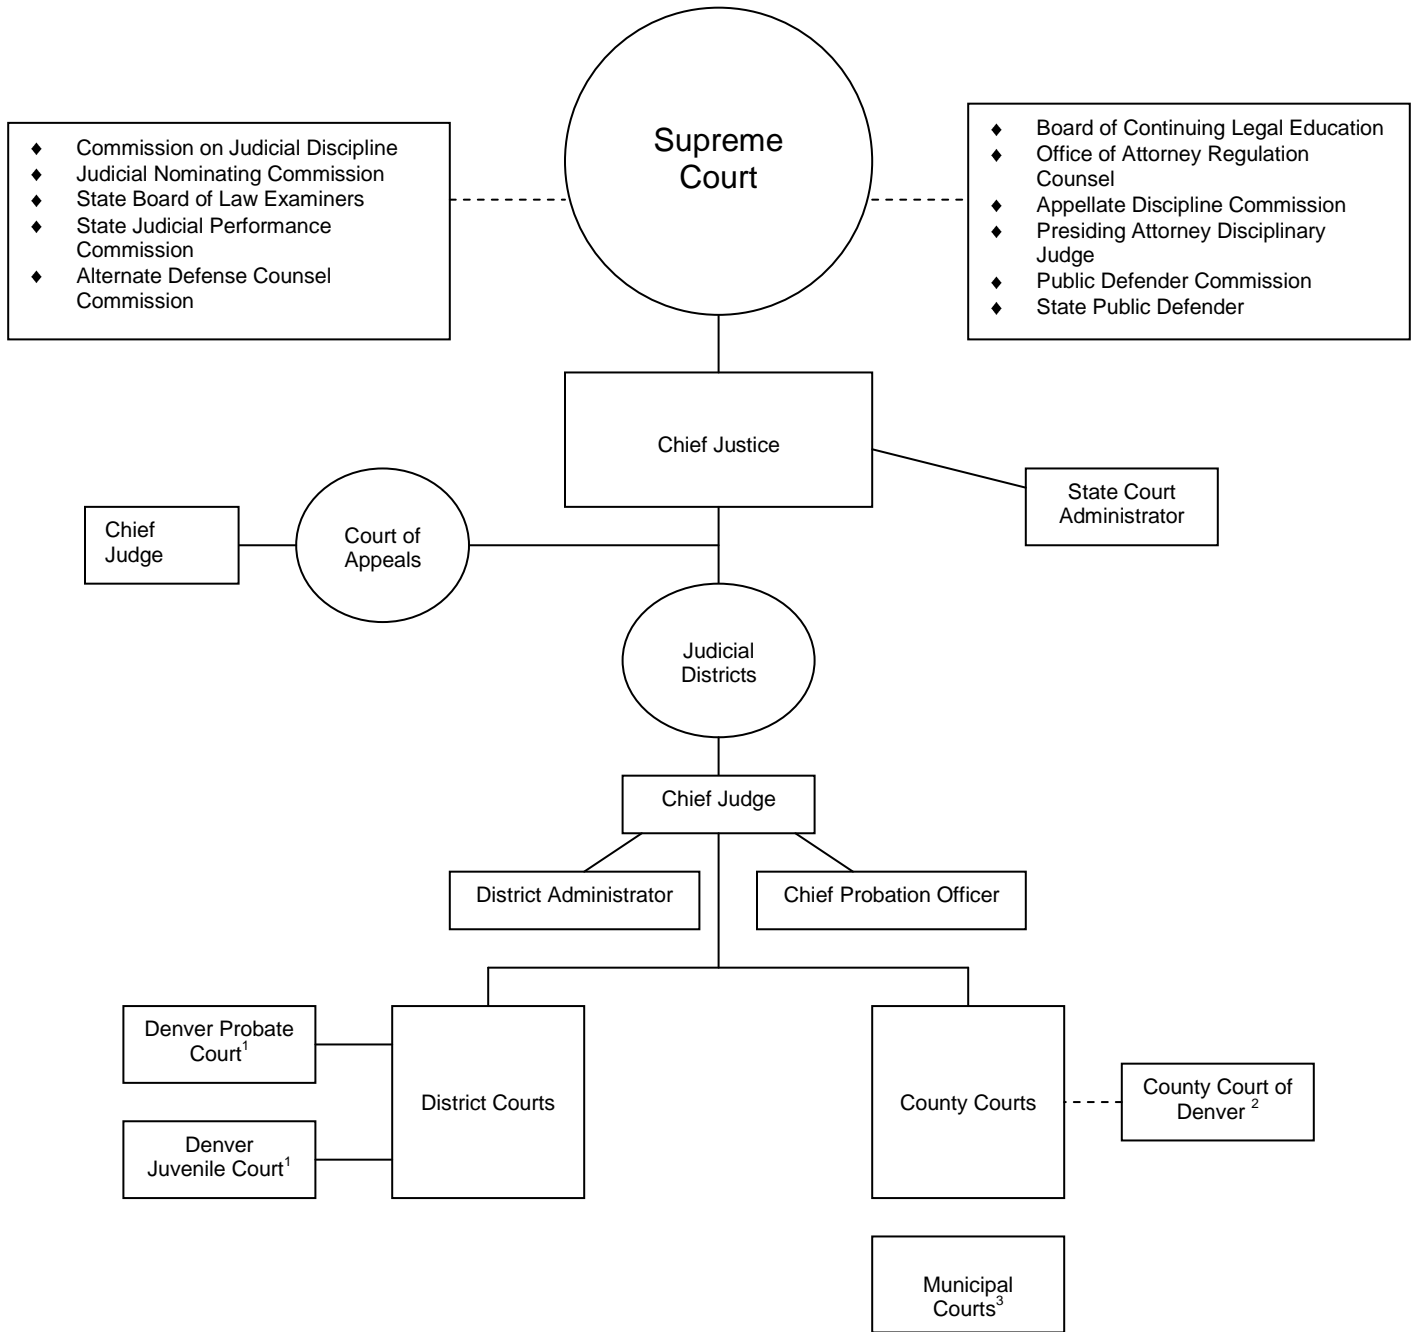 Supreme
Court
♦ Commission on Judicial Discipline
♦ Judicial Nominating Commission
♦ State Board of Law Examiners
♦ State Judicial Performance
Commission
♦ Alternate Defense Counsel
Commission
♦ Board of Continuing Legal Education
♦ Office of Attorney Regulation
Counsel
♦ Appellate Discipline Commission
♦ Presiding Attorney Disciplinary
Judge
♦ Public Defender Commission
♦ State Public Defender
Chief Justice
State Court
Administrator
Chief
Judge
Court of
Appeals
Judicial
Districts
Chief Judge
District Administrator
Chief Probation Officer
Denver Probate
Court¹
Denver
Juvenile Court¹
District Courts
County Courts
County Court of
Denver ²
Municipal
Courts³